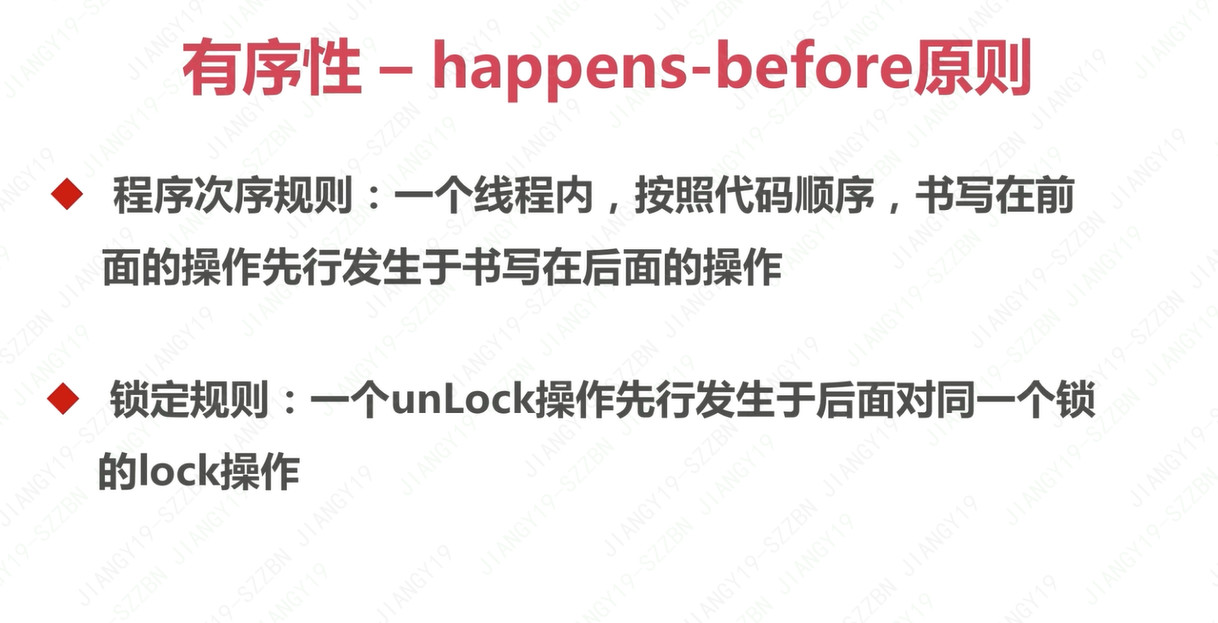 有序性 – happens-before原则
程序次序规则：一个线程内，按照代码顺序，书写在前
面的操作先行发生于书写在后面的操作
锁定规则：一个unLock操作先行发生于后面对同一个锁
的lock操作
JIANGY19-SZZBN